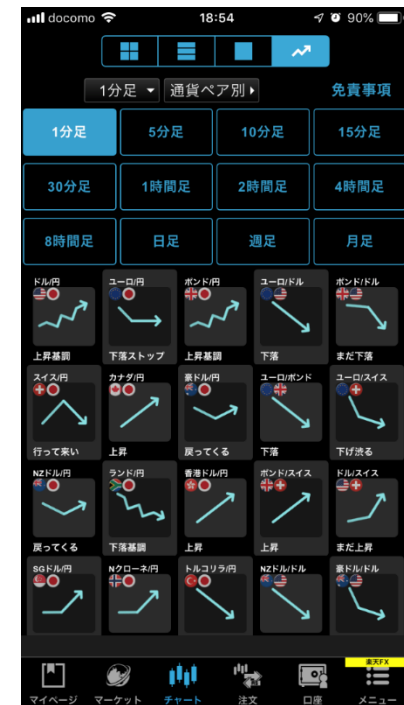 docomo 18:54 90%
1分足 通貨ペア別 免責事項
1分足 5分足 10分足 15分足
30分足 1時間足 2時間足 4時間足
8時間足 日足 週足 月足
ドル/円 ユーロ/円 ポンド/円 ユーロ/ドル ポンド/ドル
上昇基調 下落ストップ 上昇基調 下落 まだ下落
スイス/円 カナダ/円 豪ドル/円 ユーロ/ポンド ユーロ/スイス
行って来い 上昇 戻ってくる 下落 下げ渋る
NZドル/円 ランド/円 香港ドル/円 ポンド/スイス ドル/スイス
戻ってくる 下落基調 上昇 上昇 まだ上昇
SGドル/円 Nクローネ/円 トルコリラ/円 NZドル/ドル 豪ドル/ドル
楽天FX
マイページ マーケット チャート 注文 口座 メニュー